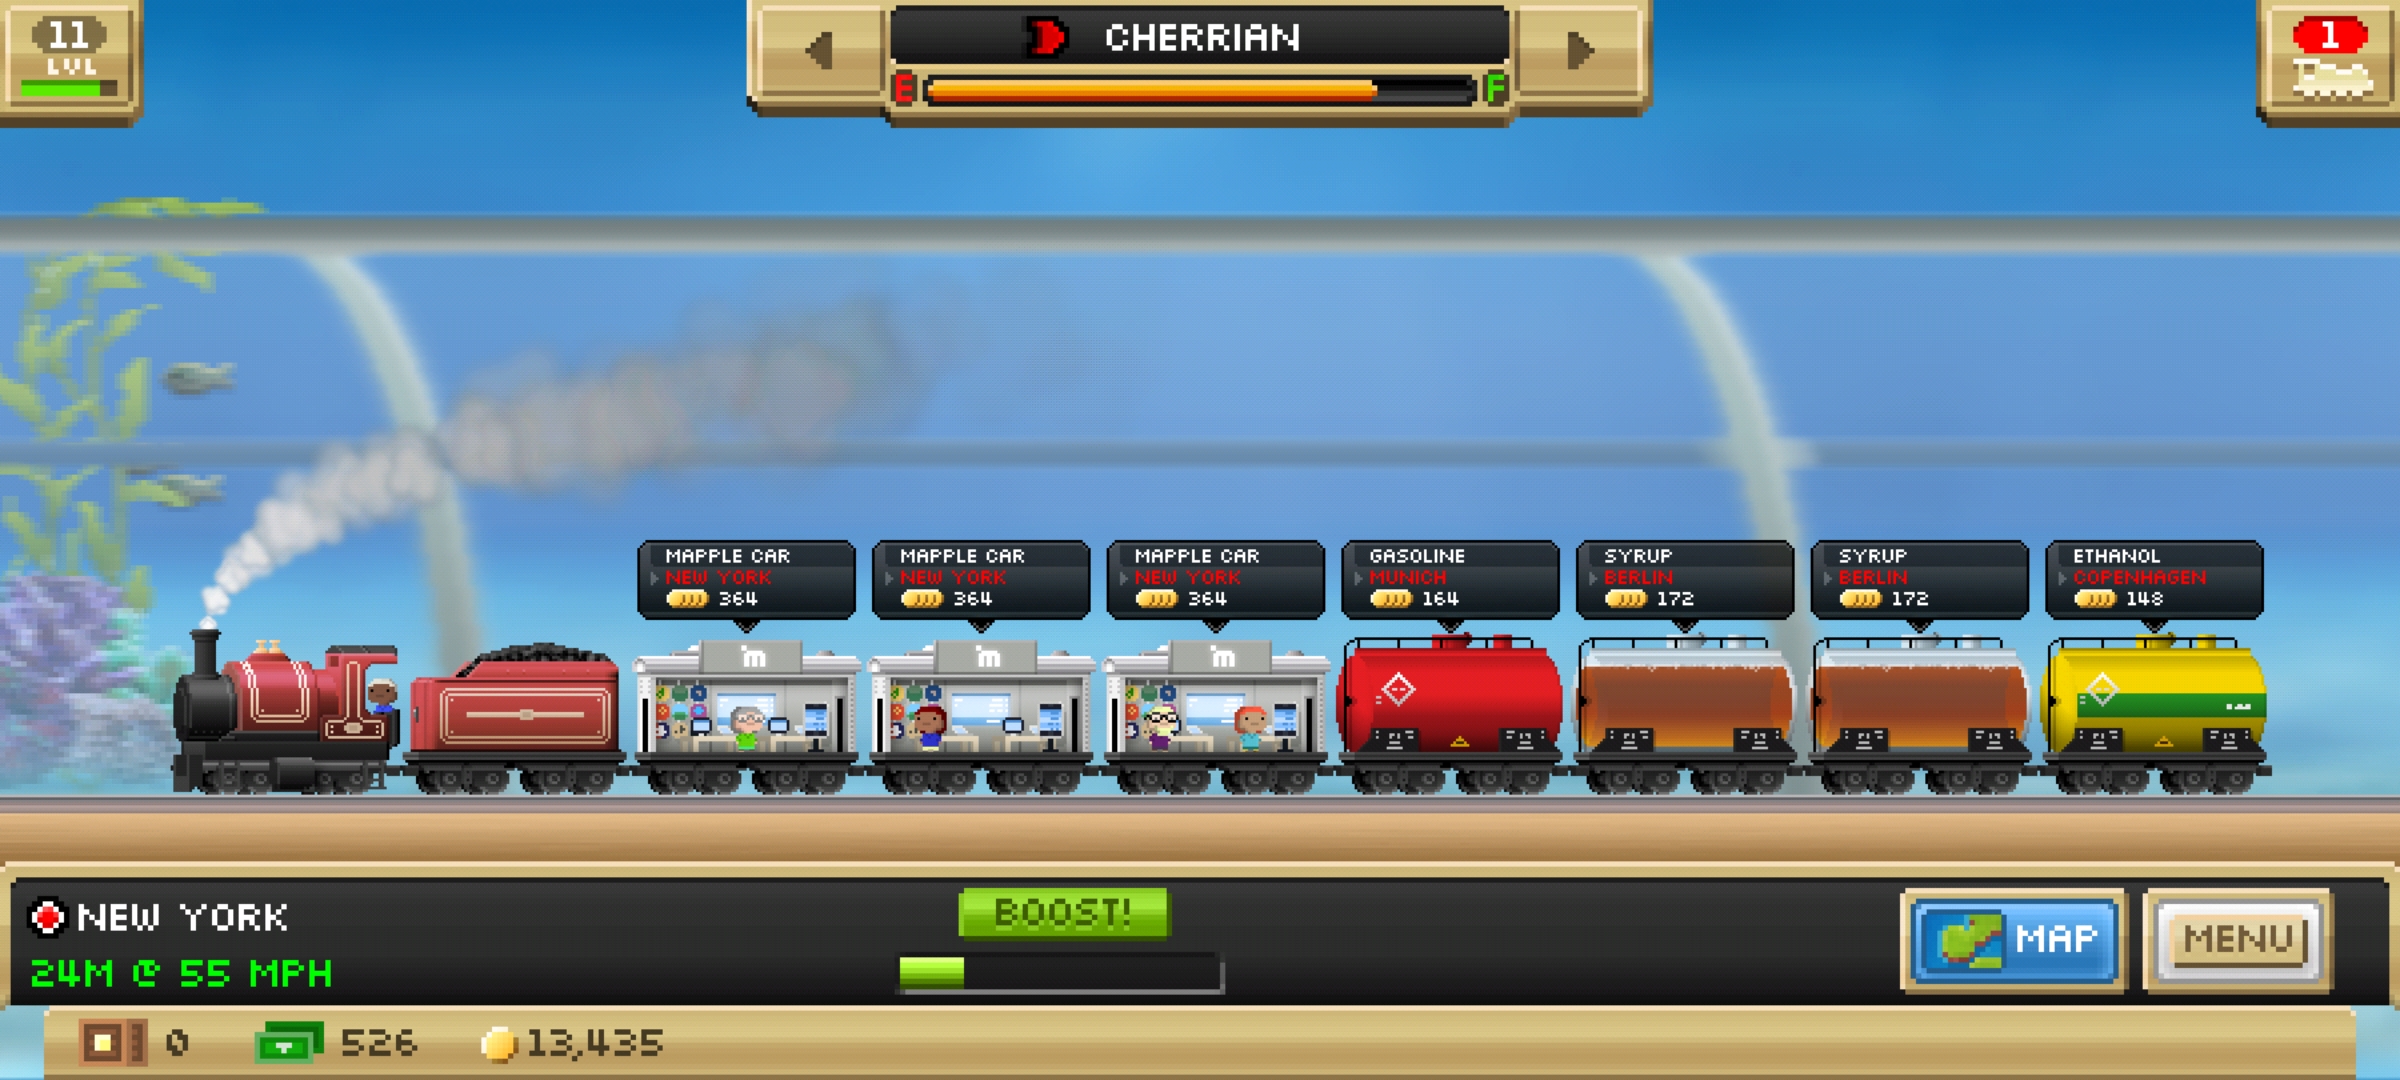 11
LVL
CHERRIAN
E F
1
MAPPLE CAR
NEW YORK
364
MAPPLE CAR
NEW YORK
364
MAPPLE CAR
NEW YORK
364
GASOLINE
MUNICH
164
SYRUP
BERLIN
172
SYRUP
BERLIN
172
ETHANOL
COPENHAGEN
148
m
m
m
NEW YORK
24M @ 55 MPH
BOOST!
MAP
MENU
0
526
13,435